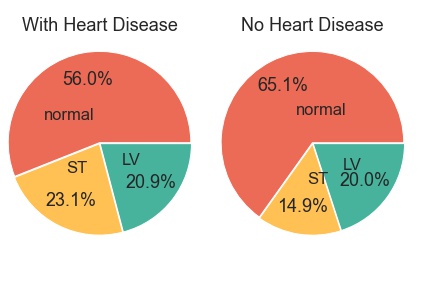 With Heart Disease
56.0%
normal
ST
LV
23.1%
20.9%
No Heart Disease
65.1%
normal
ST
LV
14.9%
20.0%